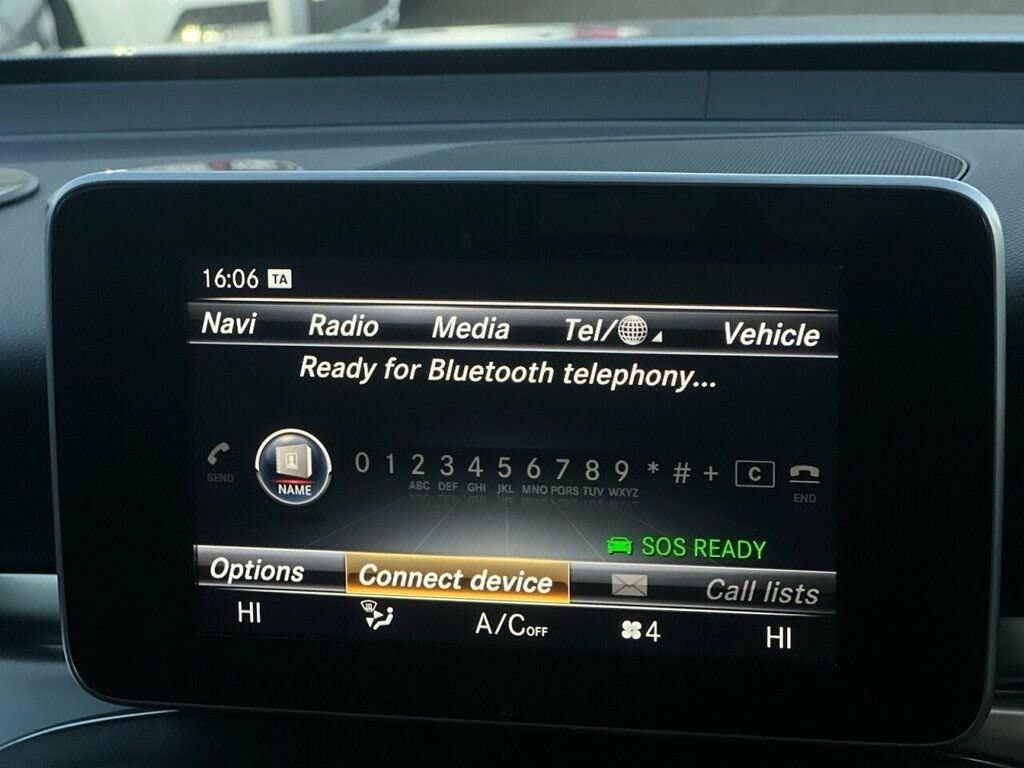 16:06 TA
Navi Radio Media Tel/ Vehicle
Ready for Bluetooth telephony...
SEND NAME 0 1 2 3 4 5 6 7 8 9 * # + C END
ABC DEF GHI JKL MNO PQRS TUV WXYZ
SOS READY
Options Connect device Call lists
HI A/C OFF 4 HI